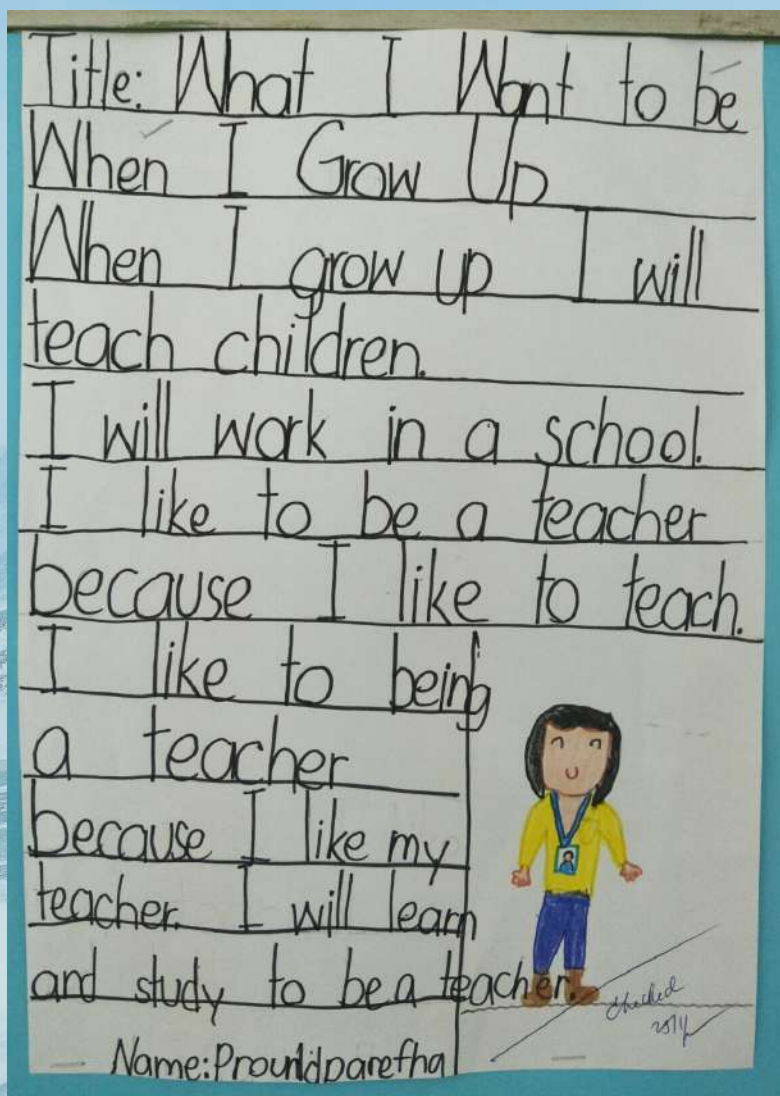 Title: What I Want to be
When I Grow Up
When I grow up I will
teach children.
I will work in a school.
I like to be a teacher
because I like to teach.
I like to being
a teacher
because I like my
teacher. I will learn
and study to be a teacher.
checked
Name: